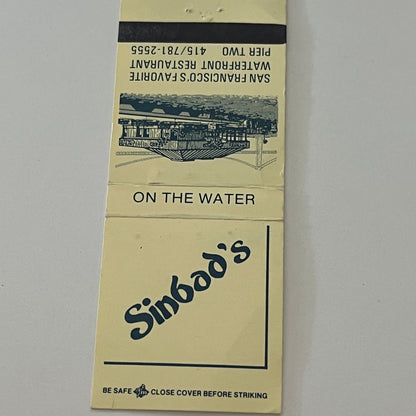 SAN FRANCISCO'S FAVORITE
WATERFRONT RESTAURANT
PIER TWO 415/781-2555
ON THE WATER
Sinbad's
BE SAFE CLOSE COVER BEFORE STRIKING